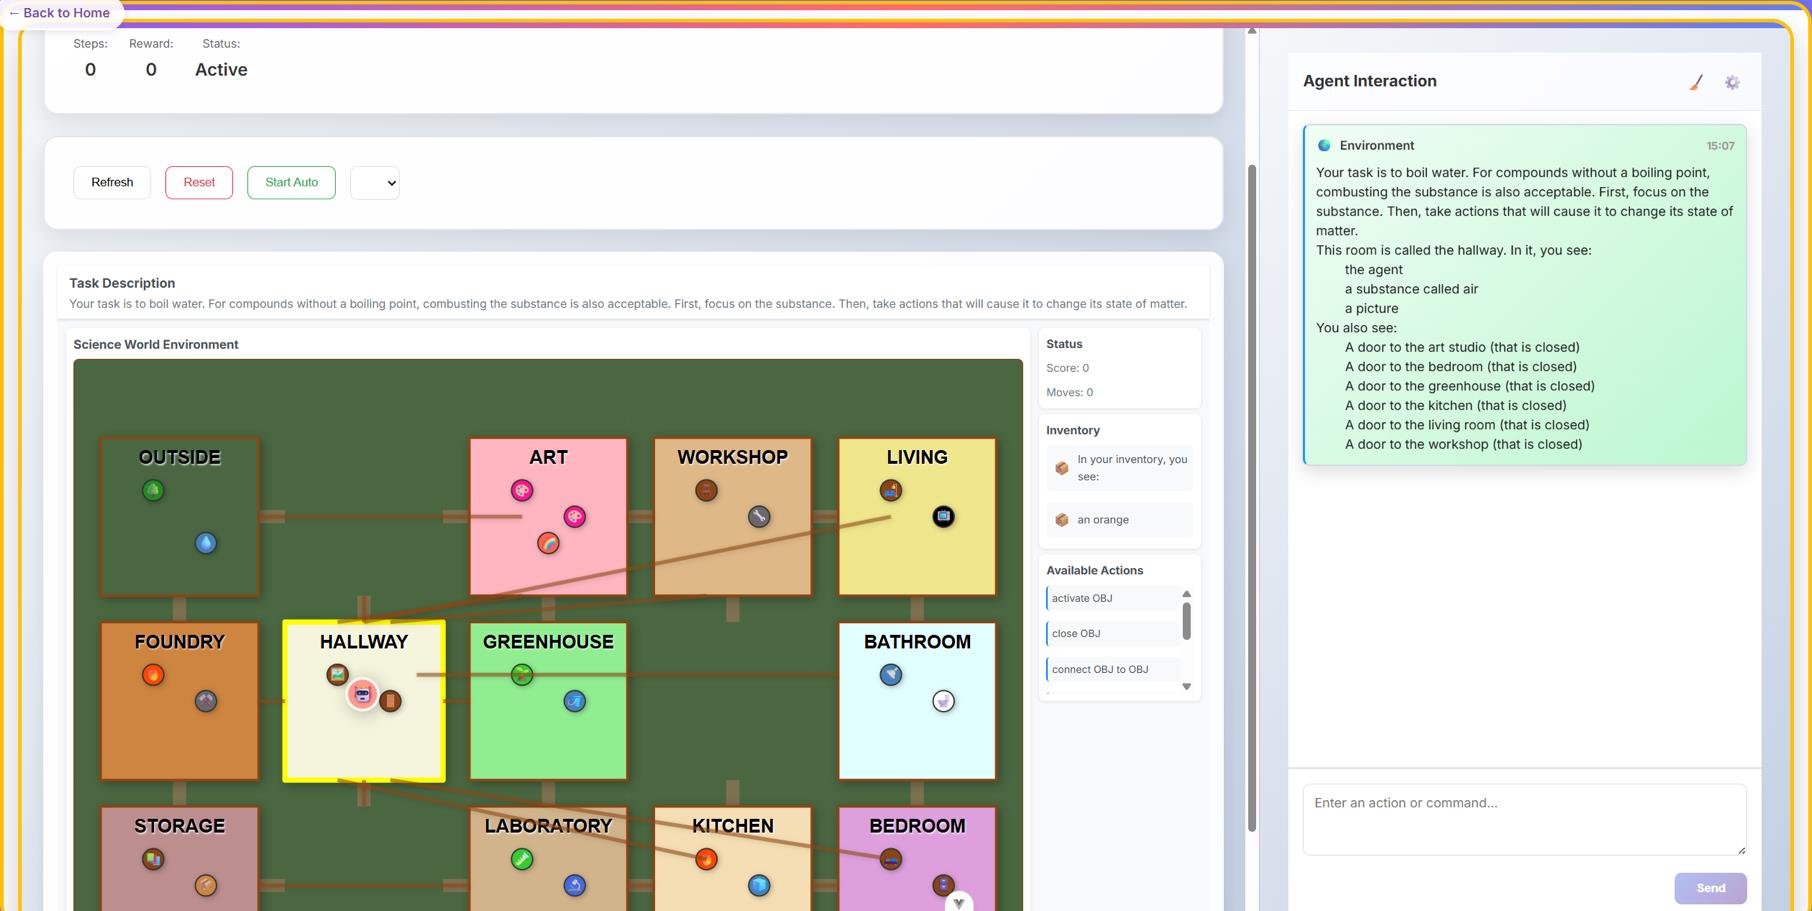 ← Back to Home
Steps: Reward: Status:
0 0 Active
Refresh Reset Start Auto
Task Description
Your task is to boil water. For compounds without a boiling point, combusting the substance is also acceptable. First, focus on the substance. Then, take actions that will cause it to change its state of matter.
Science World Environment
OUTSIDE
ART
WORKSHOP
LIVING
FOUNDRY
HALLWAY
GREENHOUSE
BATHROOM
STORAGE
LABORATORY
KITCHEN
BEDROOM
Status
Score: 0
Moves: 0
Inventory
In your inventory, you
see:
an orange
Available Actions
activate OBJ
close OBJ
connect OBJ to OBJ
Agent Interaction
Environment 15:07
Your task is to boil water. For compounds without a boiling point,
combusting the substance is also acceptable. First, focus on the
substance. Then, take actions that will cause it to change its state of
matter.
This room is called the hallway. In it, you see:
the agent
a substance called air
a picture
You also see:
A door to the art studio (that is closed)
A door to the bedroom (that is closed)
A door to the greenhouse (that is closed)
A door to the kitchen (that is closed)
A door to the living room (that is closed)
A door to the workshop (that is closed)
Enter an action or command...
Send